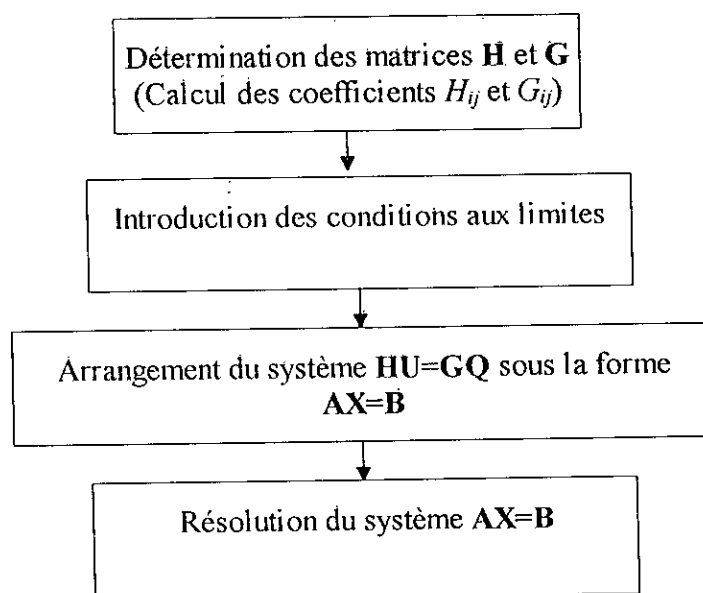 Détermination des matrices H et G
(Calcul des coefficients Hij et Gij)
Introduction des conditions aux limites
Arrangement du système HU=GQ sous la forme
AX=B
Résolution du système AX=B